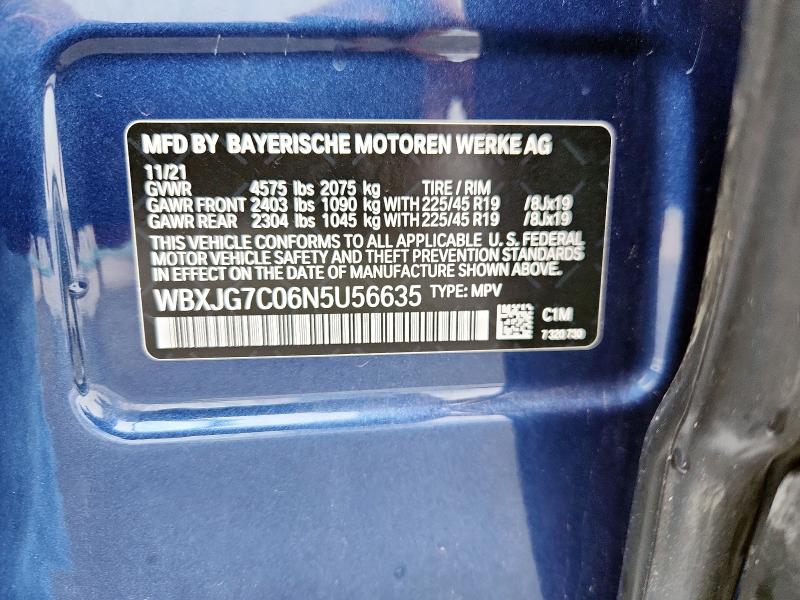 MFD BY BAYERISCHE MOTOREN WERKE AG
11/21
GVWR 4575 lbs 2075 kg TIRE / RIM
GAWR FRONT 2403 lbs 1090 kg WITH 225/45 R19 /8Jx19
GAWR REAR 2304 lbs 1045 kg WITH 225/45 R19 /8Jx19
THIS VEHICLE CONFORMS TO ALL APPLICABLE U. S. FEDERAL
MOTOR VEHICLE SAFETY AND THEFT PREVENTION STANDARDS
IN EFFECT ON THE DATE OF MANUFACTURE SHOWN ABOVE.
WBXJG7C06N5U56635 TYPE: MPV
C1M
7 320 730